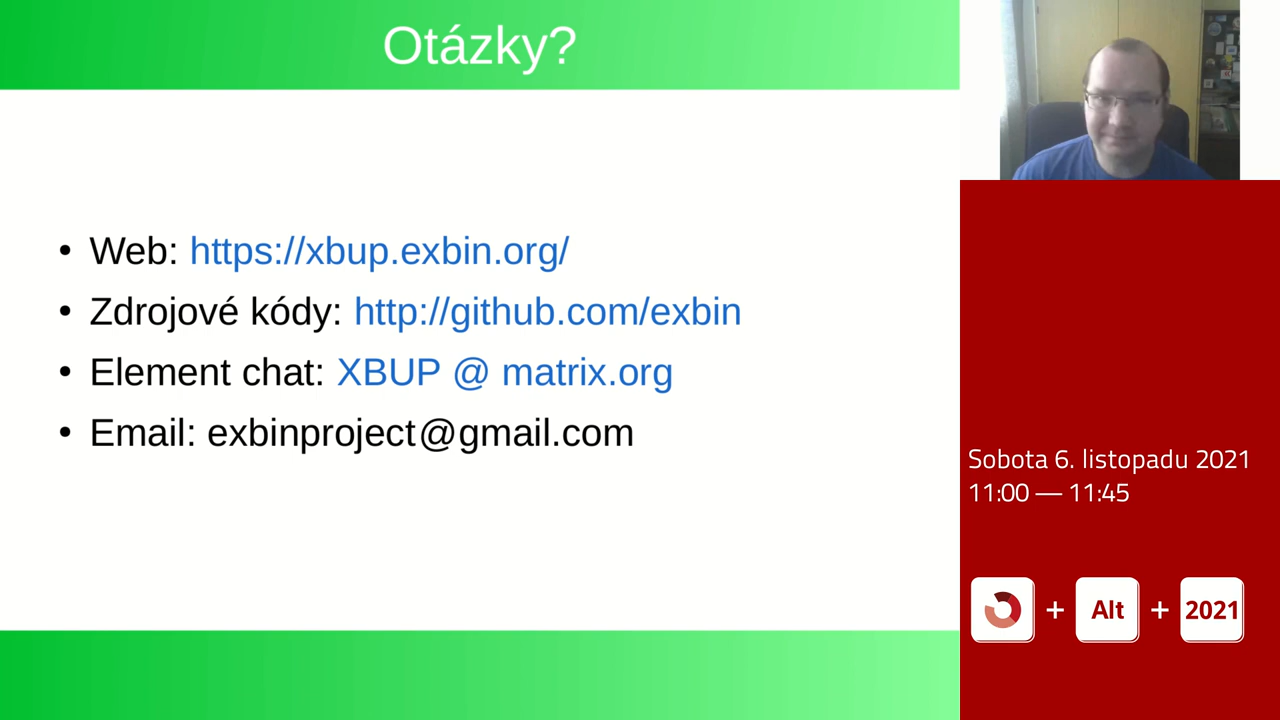 Otázky?
• Web: https://xbup.exbin.org/
• Zdrojové kódy: http://github.com/exbin
• Element chat: XBUP @ matrix.org
• Email: exbinproject@gmail.com
Sobota 6. listopadu 2021
11:00 — 11:45
+ Alt + 2021